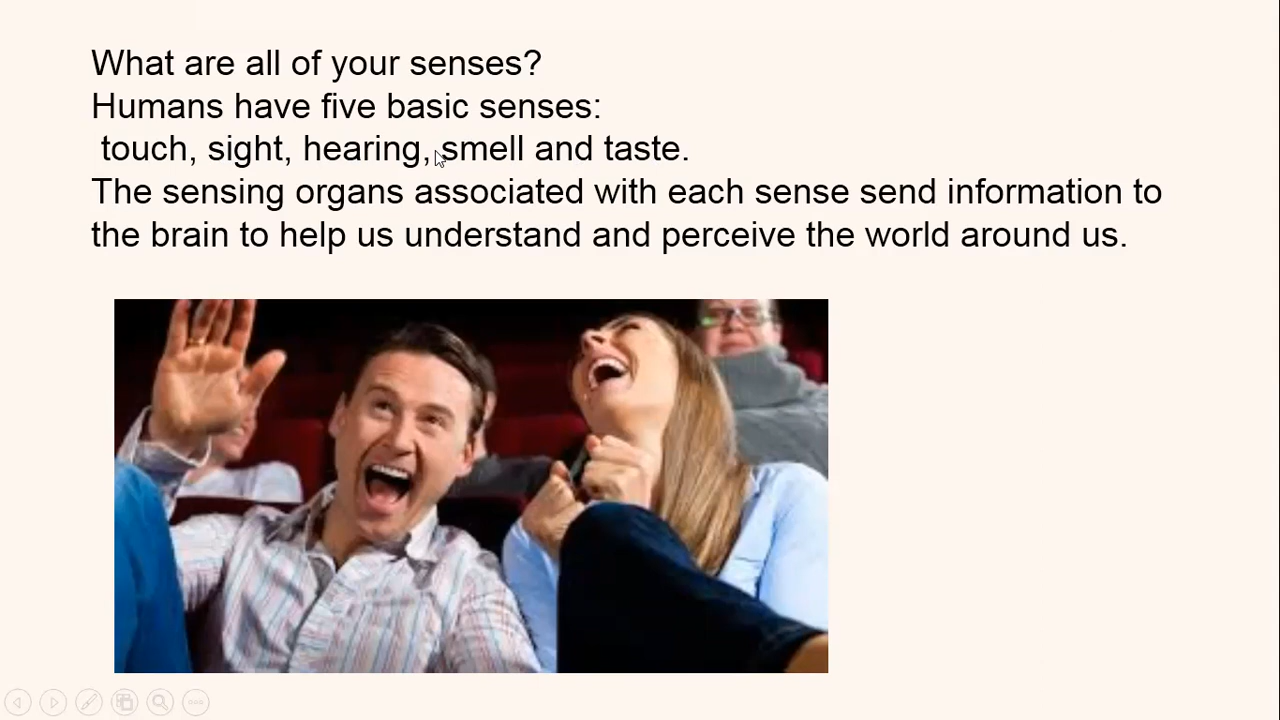 What are all of your senses?
Humans have five basic senses:
touch, sight, hearing, smell and taste.
The sensing organs associated with each sense send information to
the brain to help us understand and perceive the world around us.